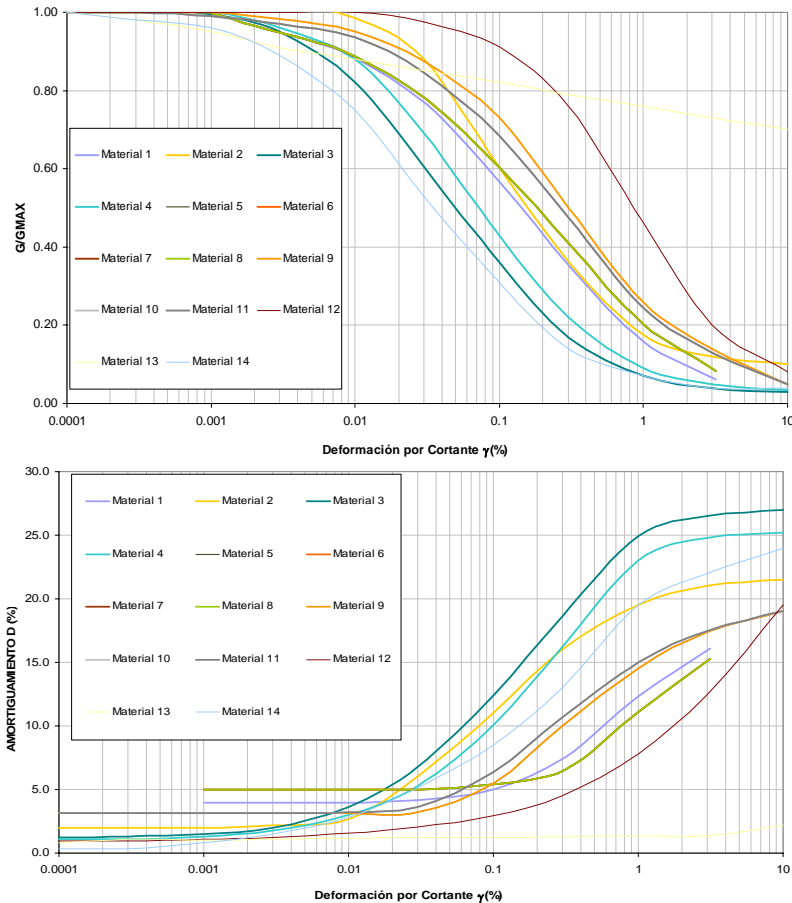 1.00
0.80
0.60
0.40
0.20
0.00
G/GMAX
Material 1 Material 2 Material 3
Material 4 Material 5 Material 6
Material 7 Material 8 Material 9
Material 10 Material 11 Material 12
Material 13 Material 14
0.0001 0.001 0.01 0.1 1 10
Deformación por Cortante γ(%)
30.0
25.0
20.0
15.0
10.0
5.0
0.0
AMORTIGUAMIENTO D (%)
Material 1 Material 2 Material 3
Material 4 Material 5 Material 6
Material 7 Material 8 Material 9
Material 10 Material 11 Material 12
Material 13 Material 14
0.0001 0.001 0.01 0.1 1 10
Deformación por Cortante γ(%)